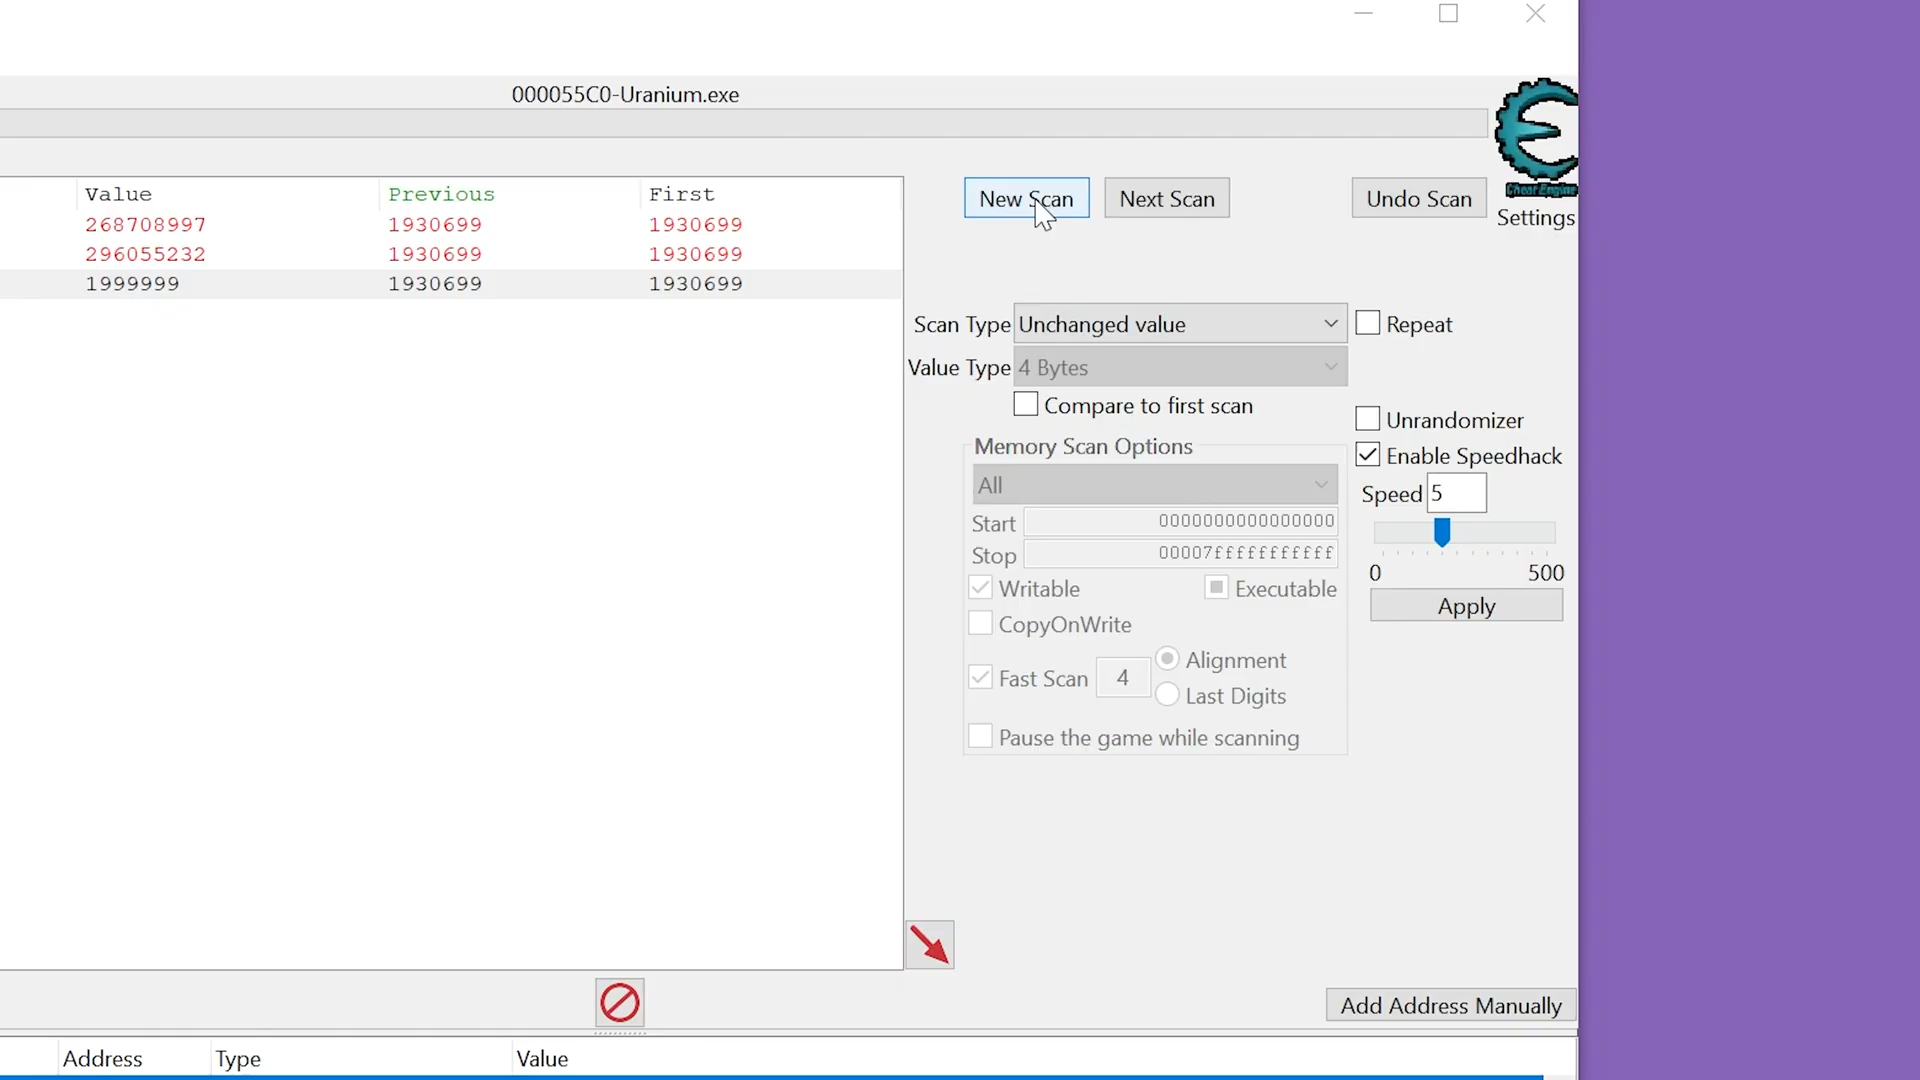 000055C0-Uranium.exe
Cheat Engine
Settings
Value Previous First
268708997 1930699 1930699
296055232 1930699 1930699
1999999 1930699 1930699
New Scan Next Scan Undo Scan
Scan Type Unchanged value Repeat
Value Type 4 Bytes
Compare to first scan
Unrandomizer
Memory Scan Options
Enable Speedhack
All
Speed 5
Start 0000000000000000
Stop 00007fffffffffff
0 500
Writable Executable
Apply
CopyOnWrite
Fast Scan 4 Alignment
Last Digits
Pause the game while scanning
Add Address Manually
Address Type Value